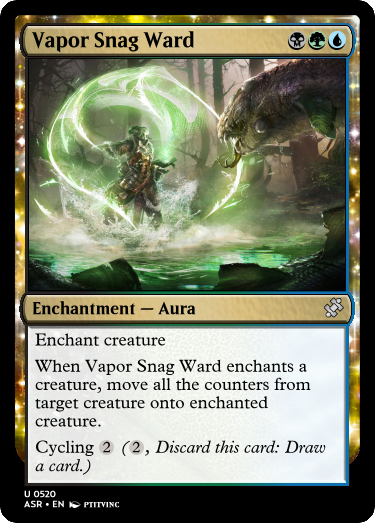 Vapor Snag Ward
Enchantment — Aura
Enchant creature
When Vapor Snag Ward enchants a
creature, move all the counters from
target creature onto enchanted
creature.
Cycling 2 (2, Discard this card: Draw
a card.)
U 0520
ASR • EN PTITVINC